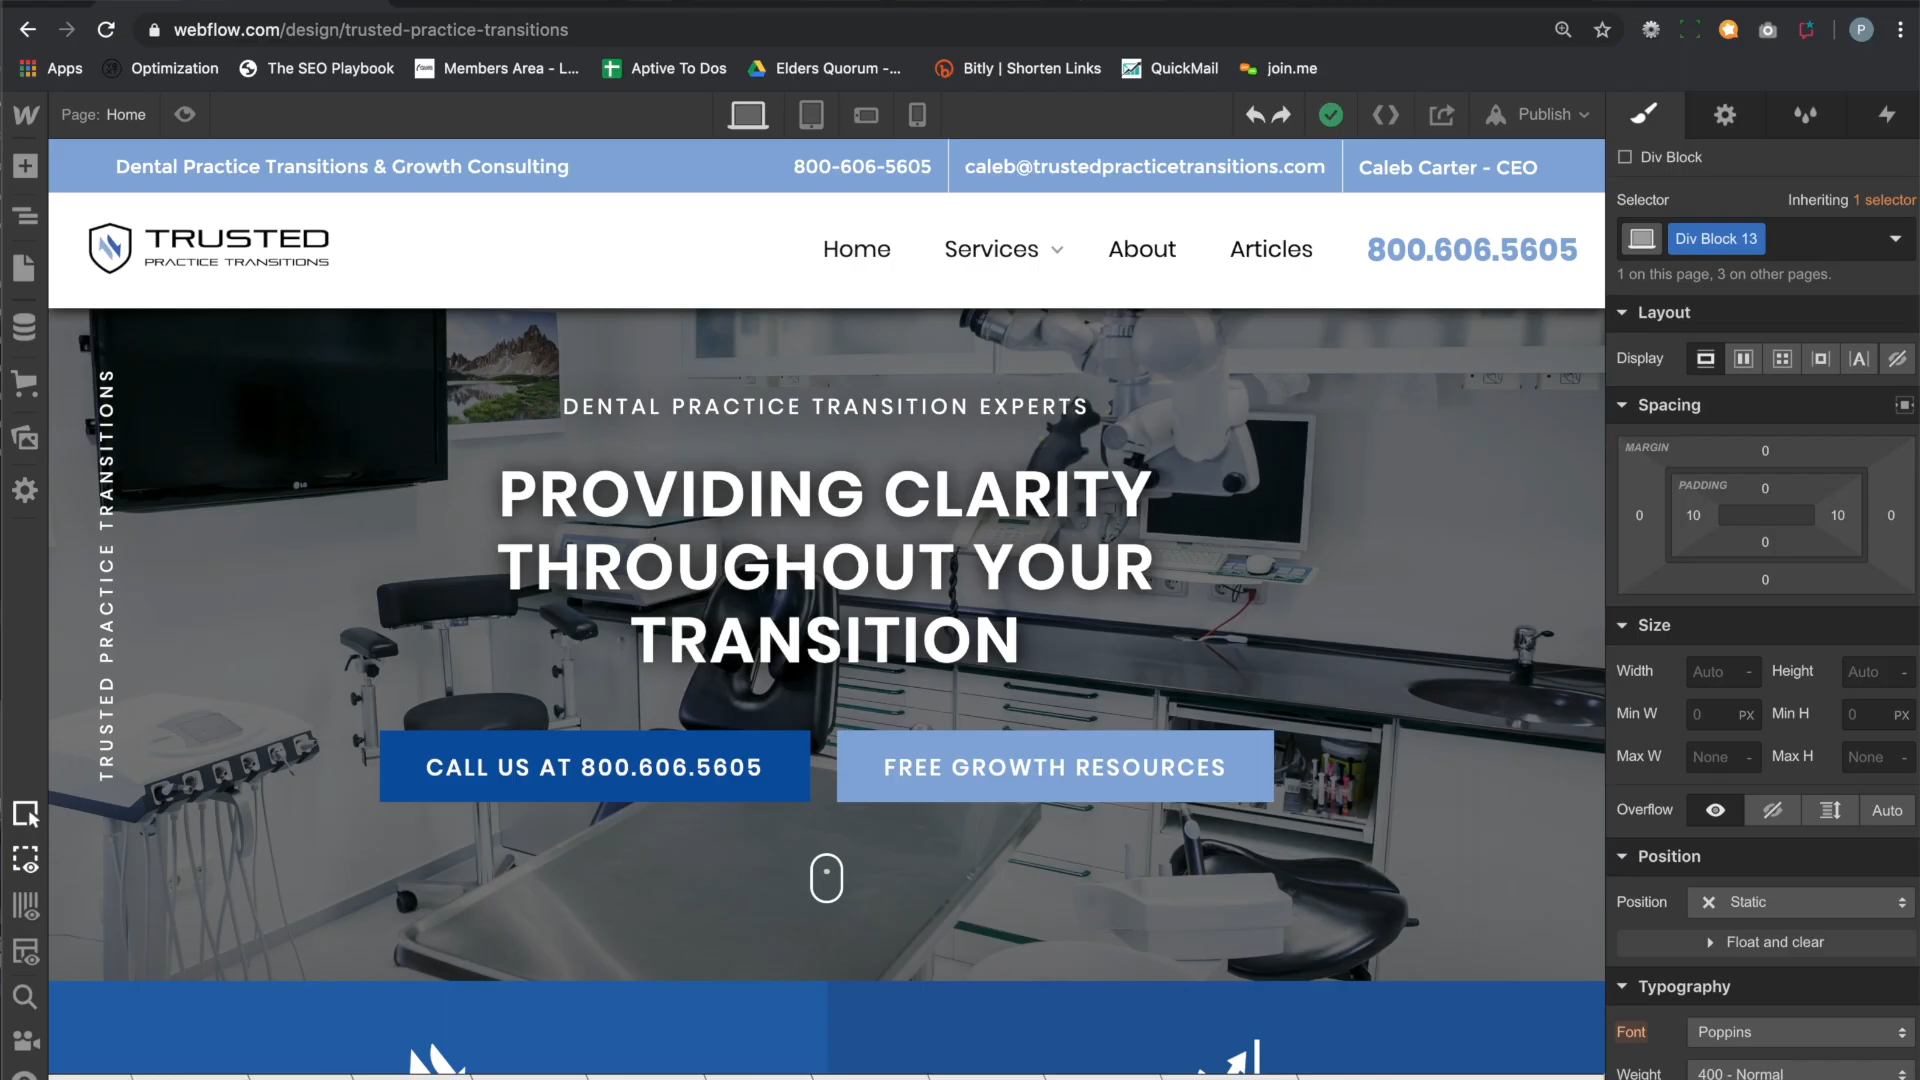 webflow.com/design/trusted-practice-transitions
P
Apps
Optimization
The SEO Playbook
Members Area - L...
Aptive To Dos
Elders Quorum -...
Bitly | Shorten Links
QuickMail
join.me
Page: Home
Publish
Div Block
Selector
Inheriting 1 selector
Div Block 13
1 on this page, 3 on other pages.
Layout
Display
Spacing
MARGIN
0
PADDING
0
0
10
10
0
0
0
Size
Width
Auto
-
Height
Auto
-
Min W
0
PX
Min H
0
PX
Max W
None
-
Max H
None
-
Overflow
Auto
Position
Position
Static
Float and clear
Typography
Font
Poppins
Weight
400 - Normal
Dental Practice Transitions & Growth Consulting
800-606-5605
caleb@trustedpracticetransitions.com
Caleb Carter - CEO
TRUSTED
PRACTICE TRANSITIONS
Home
Services
About
Articles
800.606.5605
TRUSTED PRACTICE TRANSITIONS
LG
DENTAL PRACTICE TRANSITION EXPERTS
PROVIDING CLARITY
THROUGHOUT YOUR
TRANSITION
CALL US AT 800.606.5605
FREE GROWTH RESOURCES